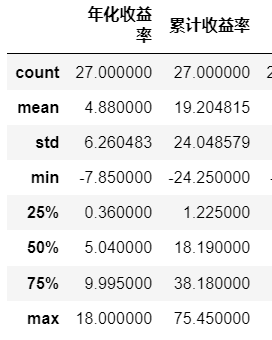 年化收益
率 累计收益率
count 27.000000 27.000000 2
mean 4.880000 19.204815
std 6.260483 24.048579
min -7.850000 -24.250000 -
25% 0.360000 1.225000
50% 5.040000 18.190000
75% 9.995000 38.180000
max 18.000000 75.450000